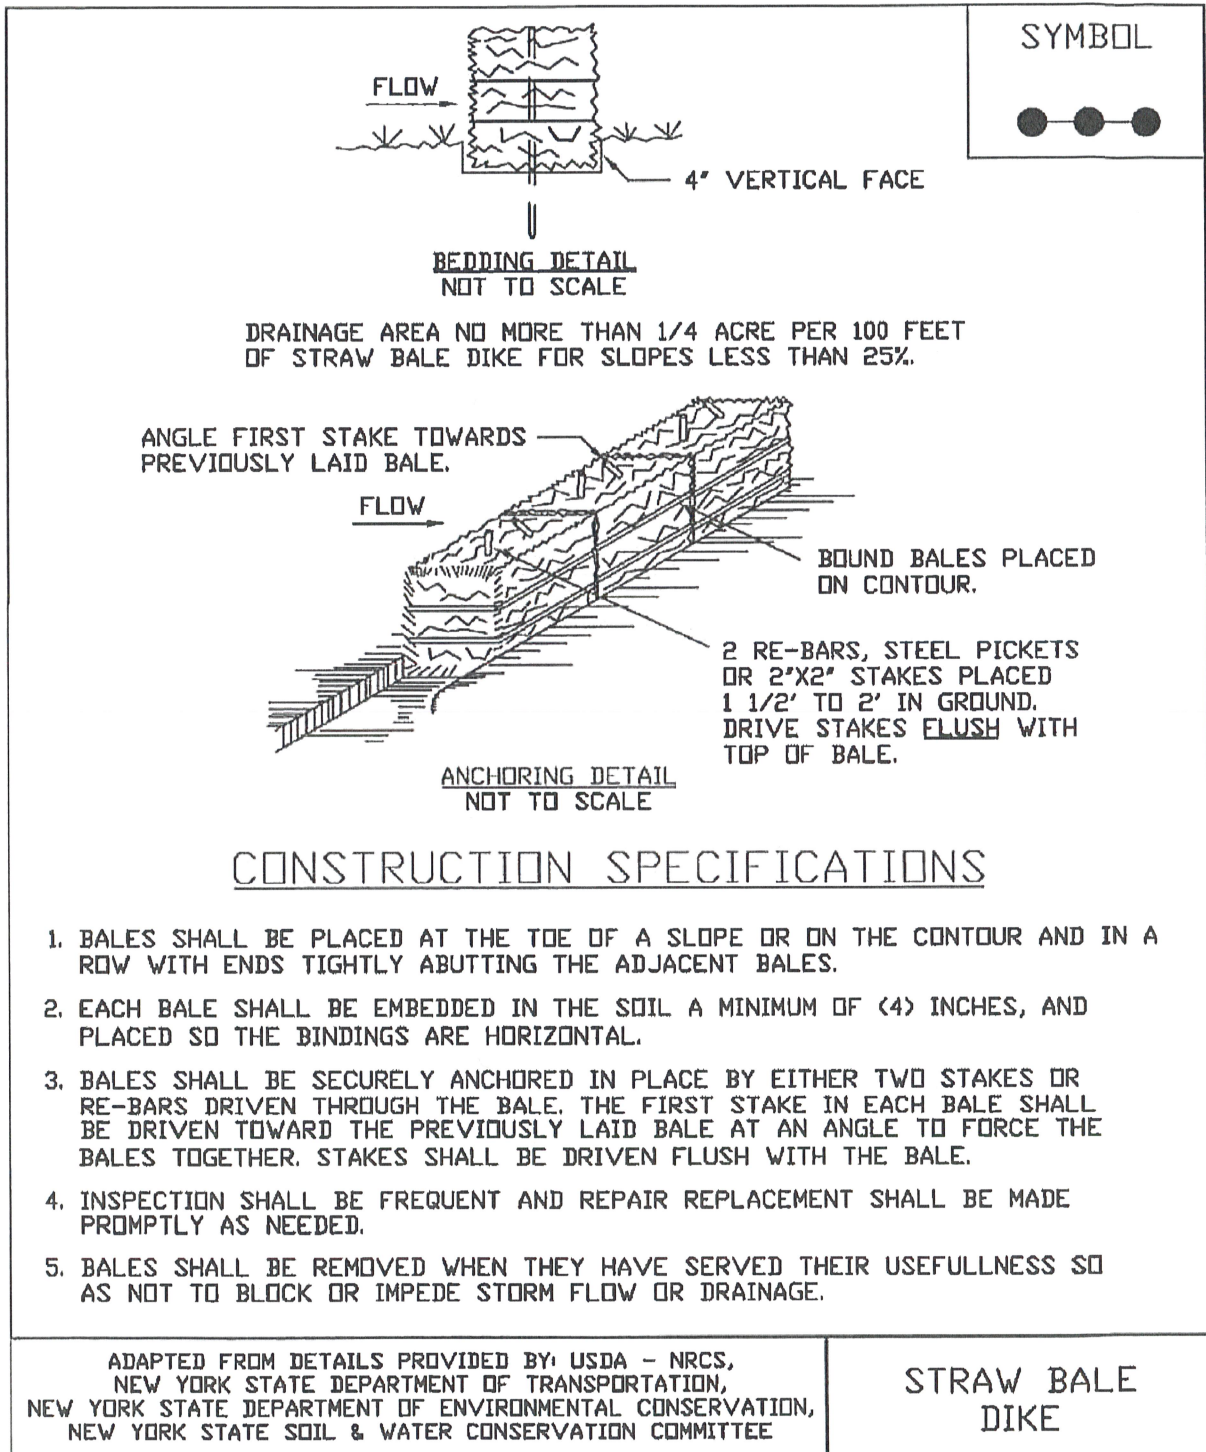 SYMBOL
FLOW
4" VERTICAL FACE
BEDDING DETAIL
NOT TO SCALE
DRAINAGE AREA NO MORE THAN 1/4 ACRE PER 100 FEET
OF STRAW BALE DIKE FOR SLOPES LESS THAN 25%.
ANGLE FIRST STAKE TOWARDS
PREVIOUSLY LAID BALE.
FLOW
BOUND BALES PLACED
ON CONTOUR.
2 RE-BARS, STEEL PICKETS
OR 2"X2" STAKES PLACED
1 1/2' TO 2' IN GROUND.
DRIVE STAKES FLUSH WITH
TOP OF BALE.
ANCHORING DETAIL
NOT TO SCALE
CONSTRUCTION SPECIFICATIONS
1. BALES SHALL BE PLACED AT THE TOE OF A SLOPE OR ON THE CONTOUR AND IN A
ROW WITH ENDS TIGHTLY ABUTTING THE ADJACENT BALES.
2. EACH BALE SHALL BE EMBEDDED IN THE SOIL A MINIMUM OF (4) INCHES, AND
PLACED SO THE BINDINGS ARE HORIZONTAL.
3. BALES SHALL BE SECURELY ANCHORED IN PLACE BY EITHER TWO STAKES OR
RE-BARS DRIVEN THROUGH THE BALE. THE FIRST STAKE IN EACH BALE SHALL
BE DRIVEN TOWARD THE PREVIOUSLY LAID BALE AT AN ANGLE TO FORCE THE
BALES TOGETHER. STAKES SHALL BE DRIVEN FLUSH WITH THE BALE.
4. INSPECTION SHALL BE FREQUENT AND REPAIR REPLACEMENT SHALL BE MADE
PROMPTLY AS NEEDED.
5. BALES SHALL BE REMOVED WHEN THEY HAVE SERVED THEIR USEFULLNESS SO
AS NOT TO BLOCK OR IMPEDE STORM FLOW OR DRAINAGE.
ADAPTED FROM DETAILS PROVIDED BY: USDA - NRCS,
NEW YORK STATE DEPARTMENT OF TRANSPORTATION,
NEW YORK STATE DEPARTMENT OF ENVIRONMENTAL CONSERVATION,
NEW YORK STATE SOIL & WATER CONSERVATION COMMITTEE
STRAW BALE
DIKE